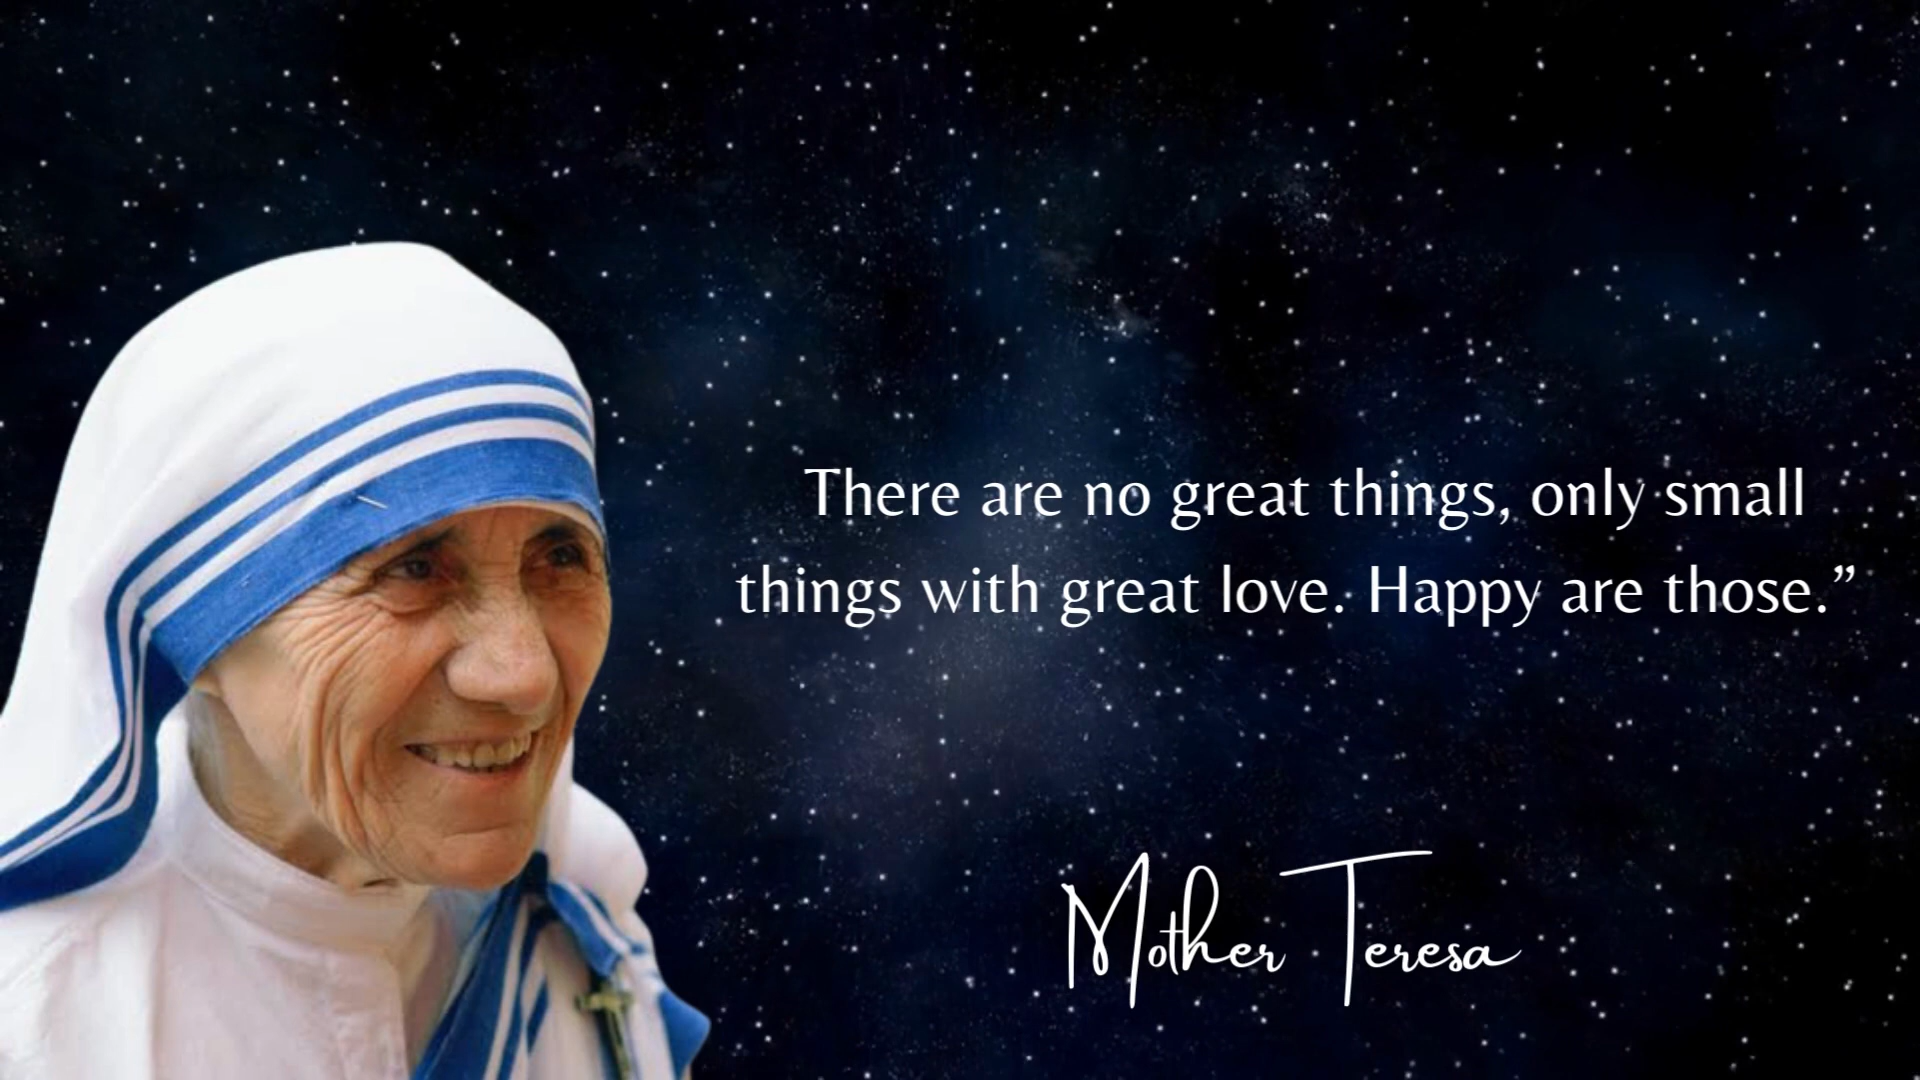 There are no great things, only small
things with great love. Happy are those.”
Mother Teresa